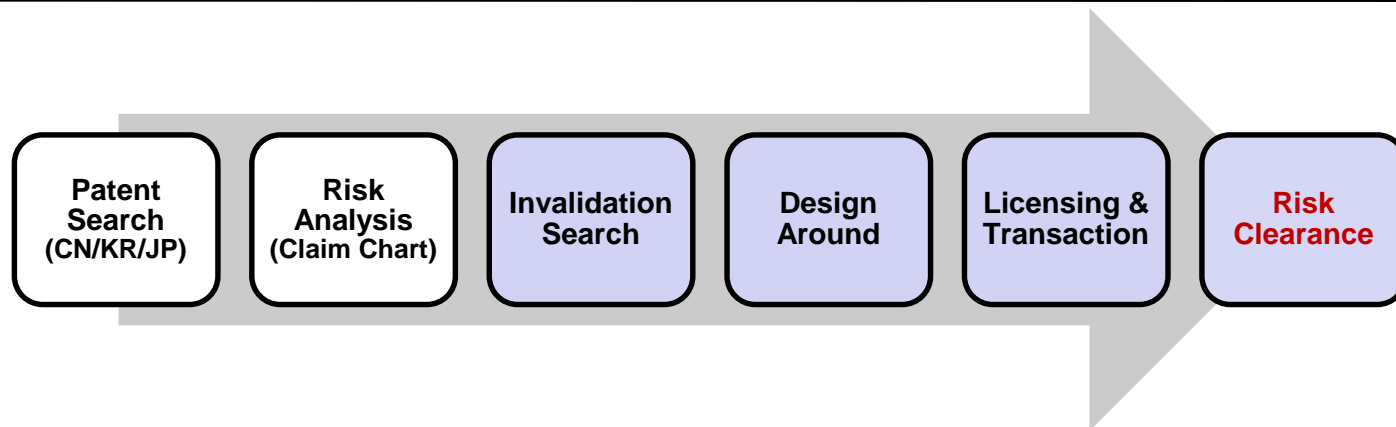 Patent
Search
(CN/KR/JP)
Risk
Analysis
(Claim Chart)
Invalidation
Search
Design
Around
Licensing &
Transaction
Risk
Clearance